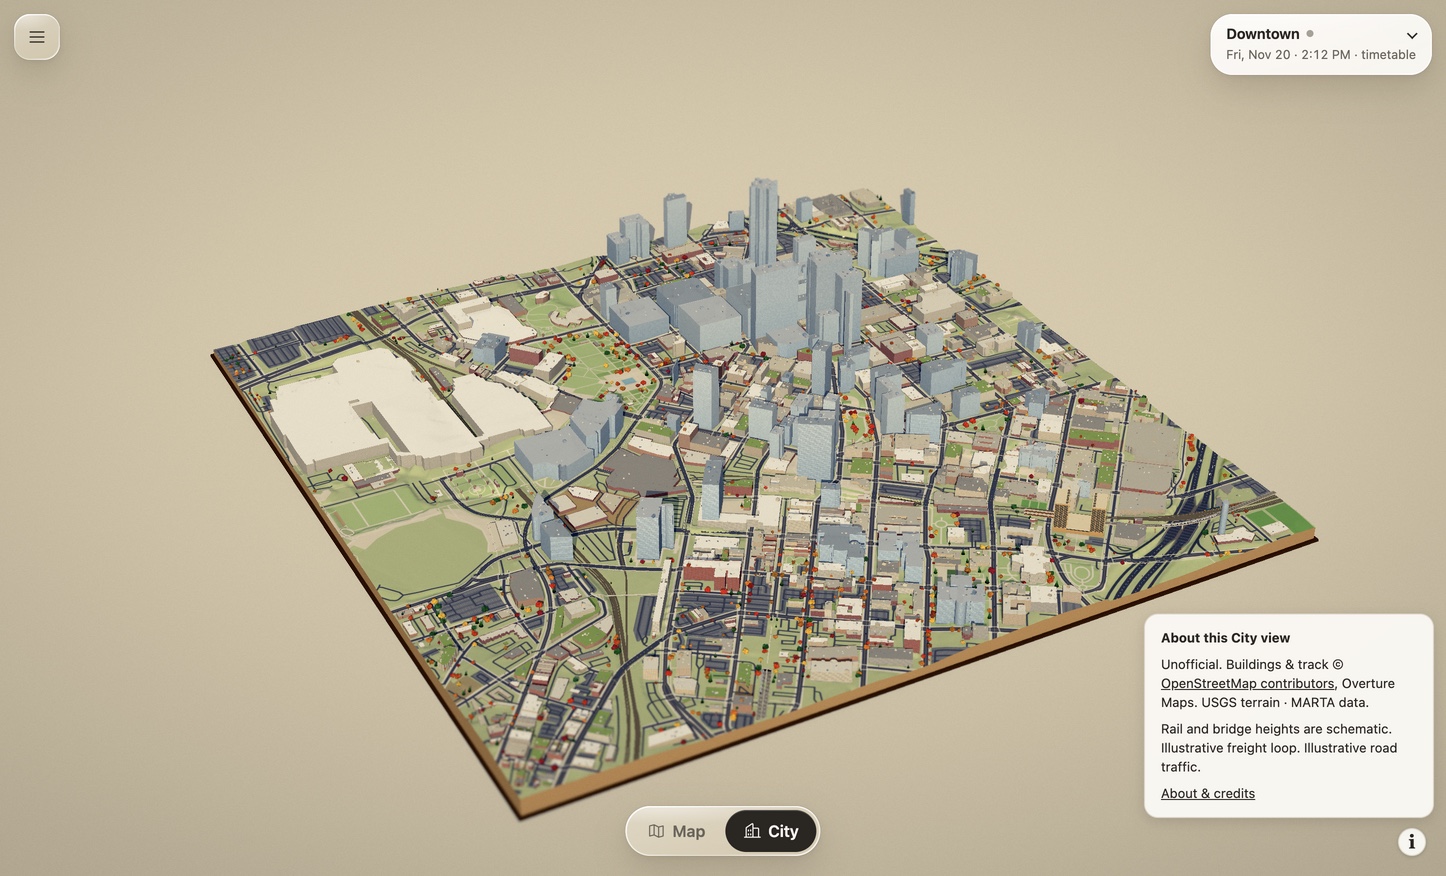 Downtown
Fri, Nov 20 · 2:12 PM · timetable
About this City view
Unofficial. Buildings & track ©
OpenStreetMap contributors, Overture
Maps. USGS terrain · MARTA data.
Rail and bridge heights are schematic.
Illustrative freight loop. Illustrative road
traffic.
About & credits
Map
City
i